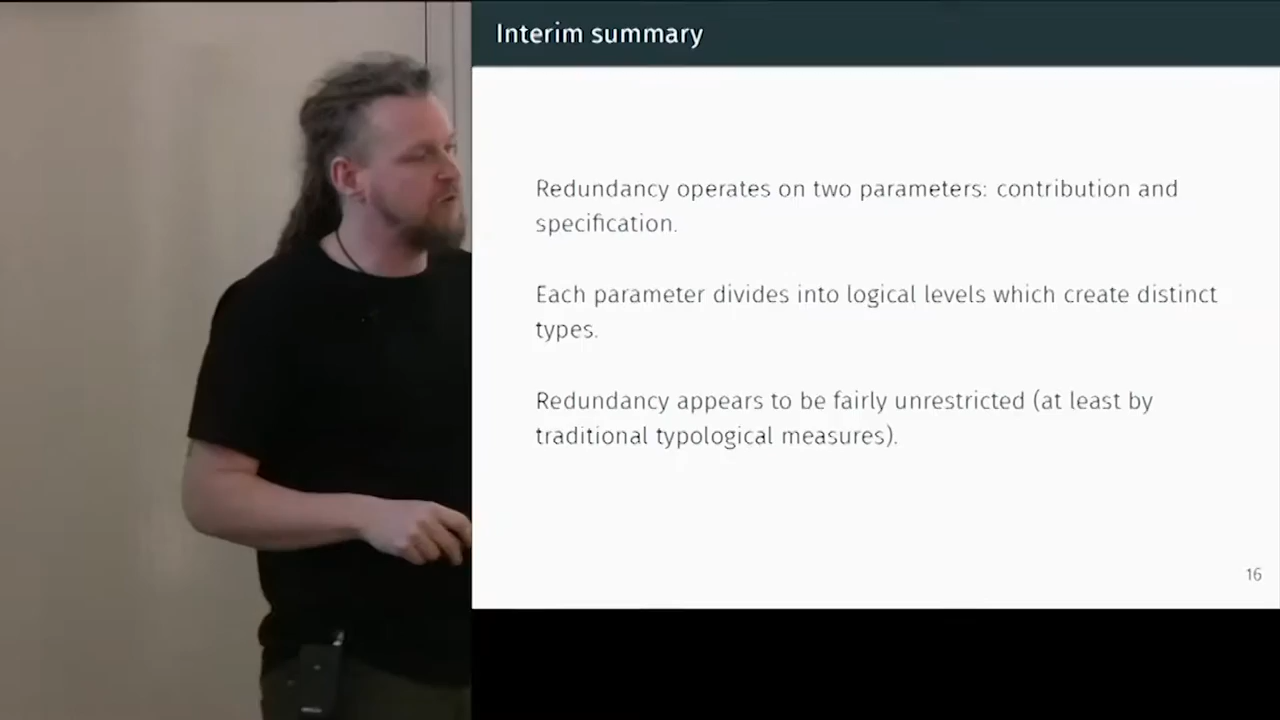 Interim summary
Redundancy operates on two parameters: contribution and
specification.
Each parameter divides into logical levels which create distinct
types.
Redundancy appears to be fairly unrestricted (at least by
traditional typological measures).
16